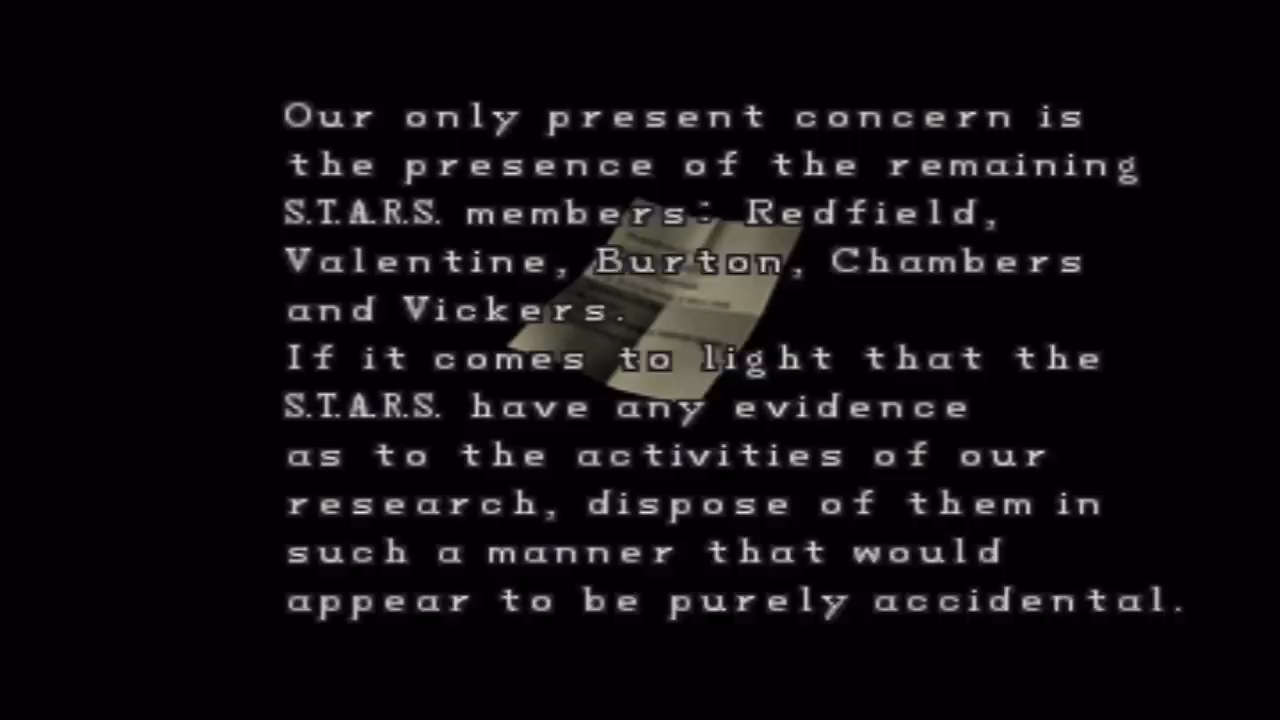 Our only present concern is
the presence of the remaining
S.T.A.R.S. members: Redfield,
Valentine, Burton, Chambers
and Vickers.
If it comes to light that the
S.T.A.R.S. have any evidence
as to the activities of our
research, dispose of them in
such a manner that would
appear to be purely accidental.